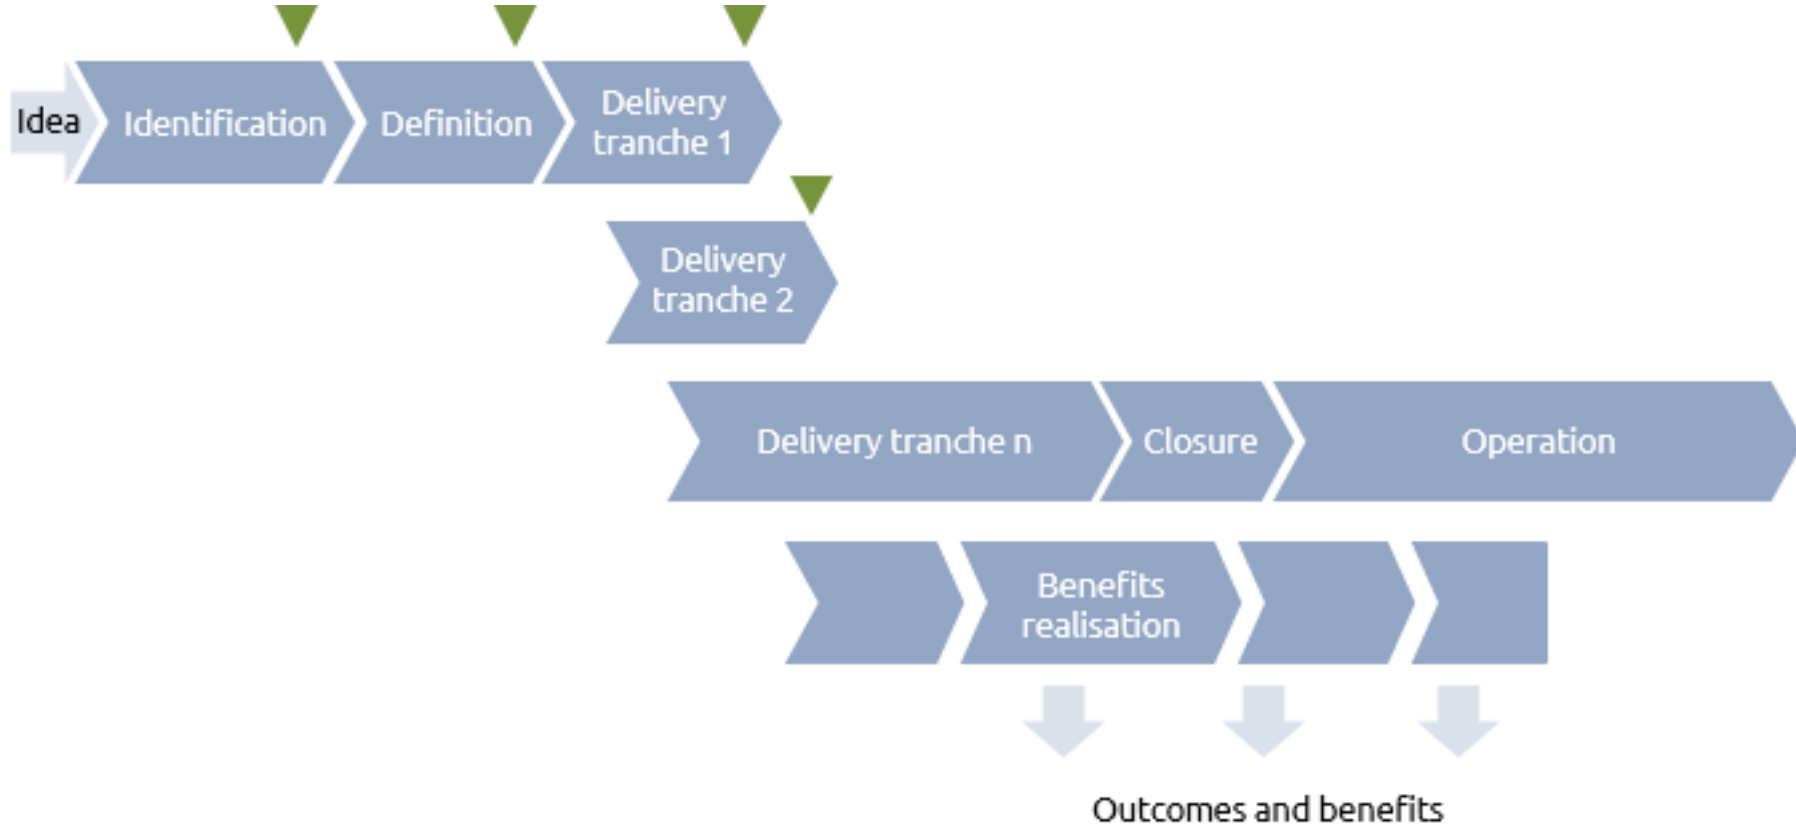 Idea
Identification
Definition
Delivery
tranche 1
Delivery
tranche 2
Delivery tranche n
Closure
Operation
Benefits
realisation
Outcomes and benefits